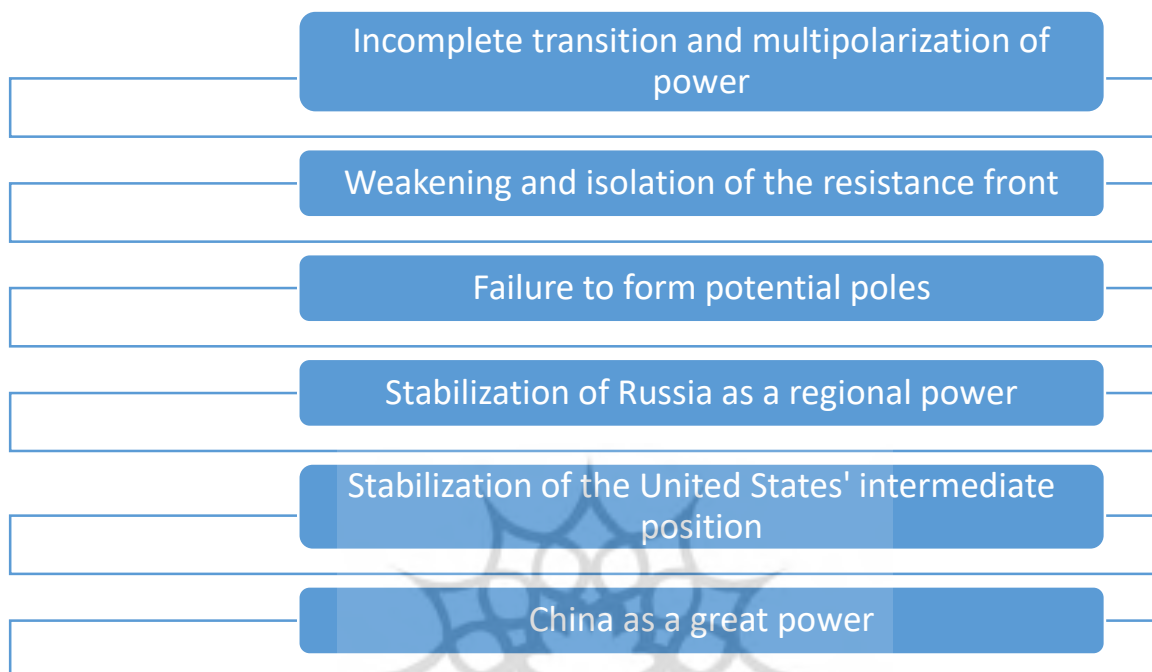 Incomplete transition and multipolarization of
power
Weakening and isolation of the resistance front
Failure to form potential poles
Stabilization of Russia as a regional power
Stabilization of the United States' intermediate
position
China as a great power